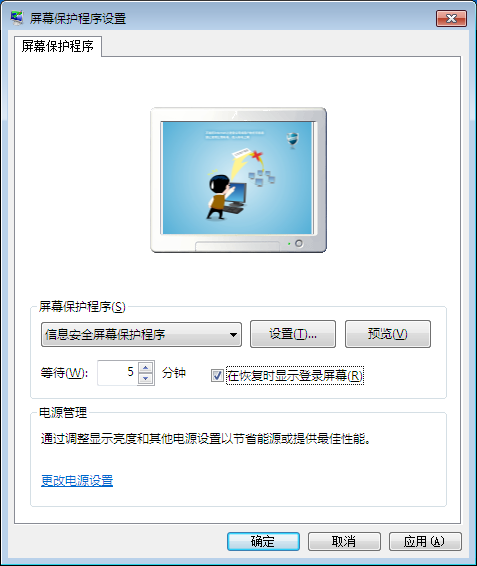 屏幕保护程序设置
屏幕保护程序
屏幕保护程序(S)
信息安全屏幕保护程序
设置(T)...
预览(V)
等待(W):
5
分钟
在恢复时显示登录屏幕(R)
电源管理
通过调整显示亮度和其他电源设置以节省能源或提供最佳性能。
更改电源设置
确定
取消
应用(A)